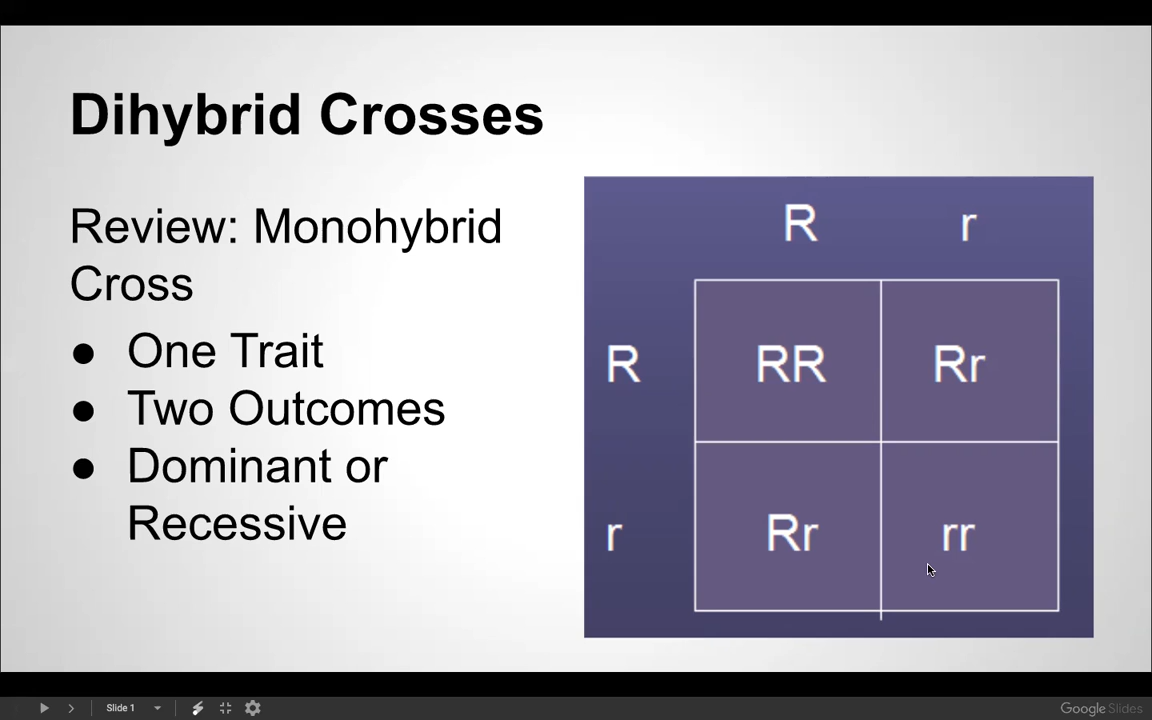 Dihybrid Crosses
Review: Monohybrid
Cross
● One Trait
● Two Outcomes
● Dominant or
Recessive
R r
R RR Rr
r Rr rr
Slide 1
Google Slides